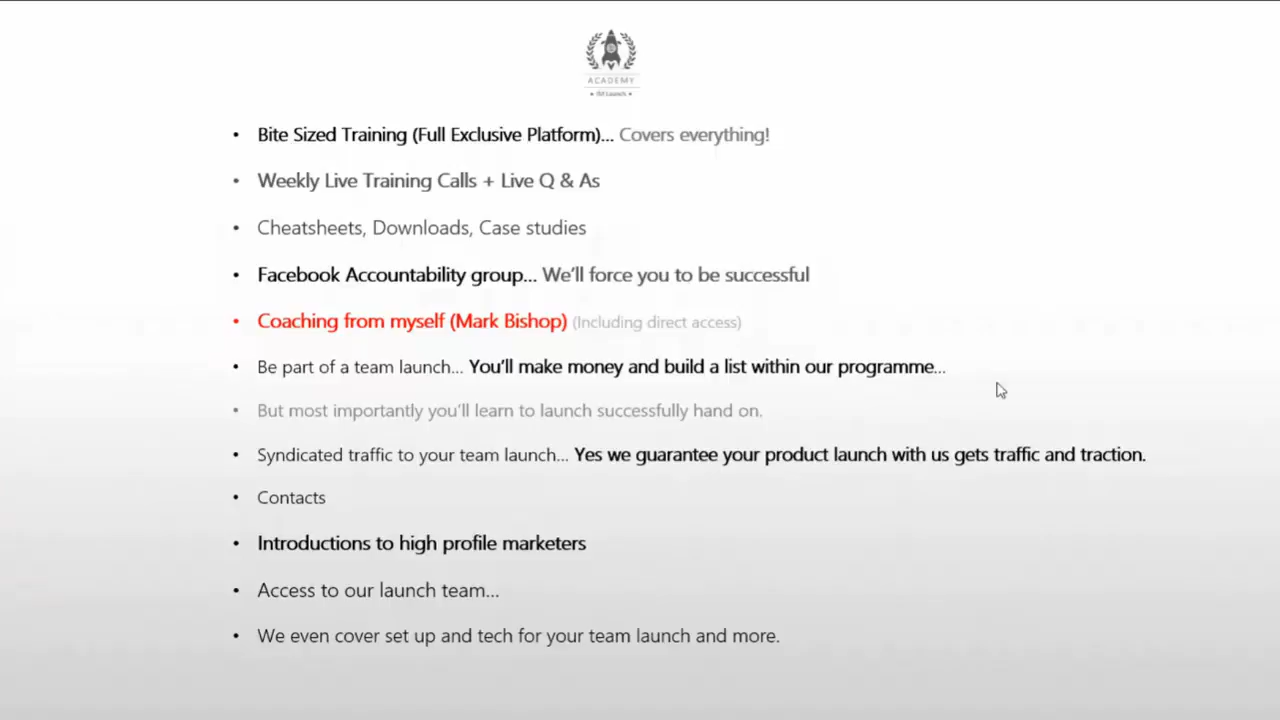 ACADEMY
• Bite Sized Training (Full Exclusive Platform)... Covers everything!
• Weekly Live Training Calls + Live Q & As
• Cheatsheets, Downloads, Case studies
• Facebook Accountability group... We'll force you to be successful
• Coaching from myself (Mark Bishop) (Including direct access)
• Be part of a team launch... You'll make money and build a list within our programme...
• But most importantly you'll learn to launch successfully hand on.
• Syndicated traffic to your team launch... Yes we guarantee your product launch with us gets traffic and traction.
• Contacts
• Introductions to high profile marketers
• Access to our launch team...
• We even cover set up and tech for your team launch and more.